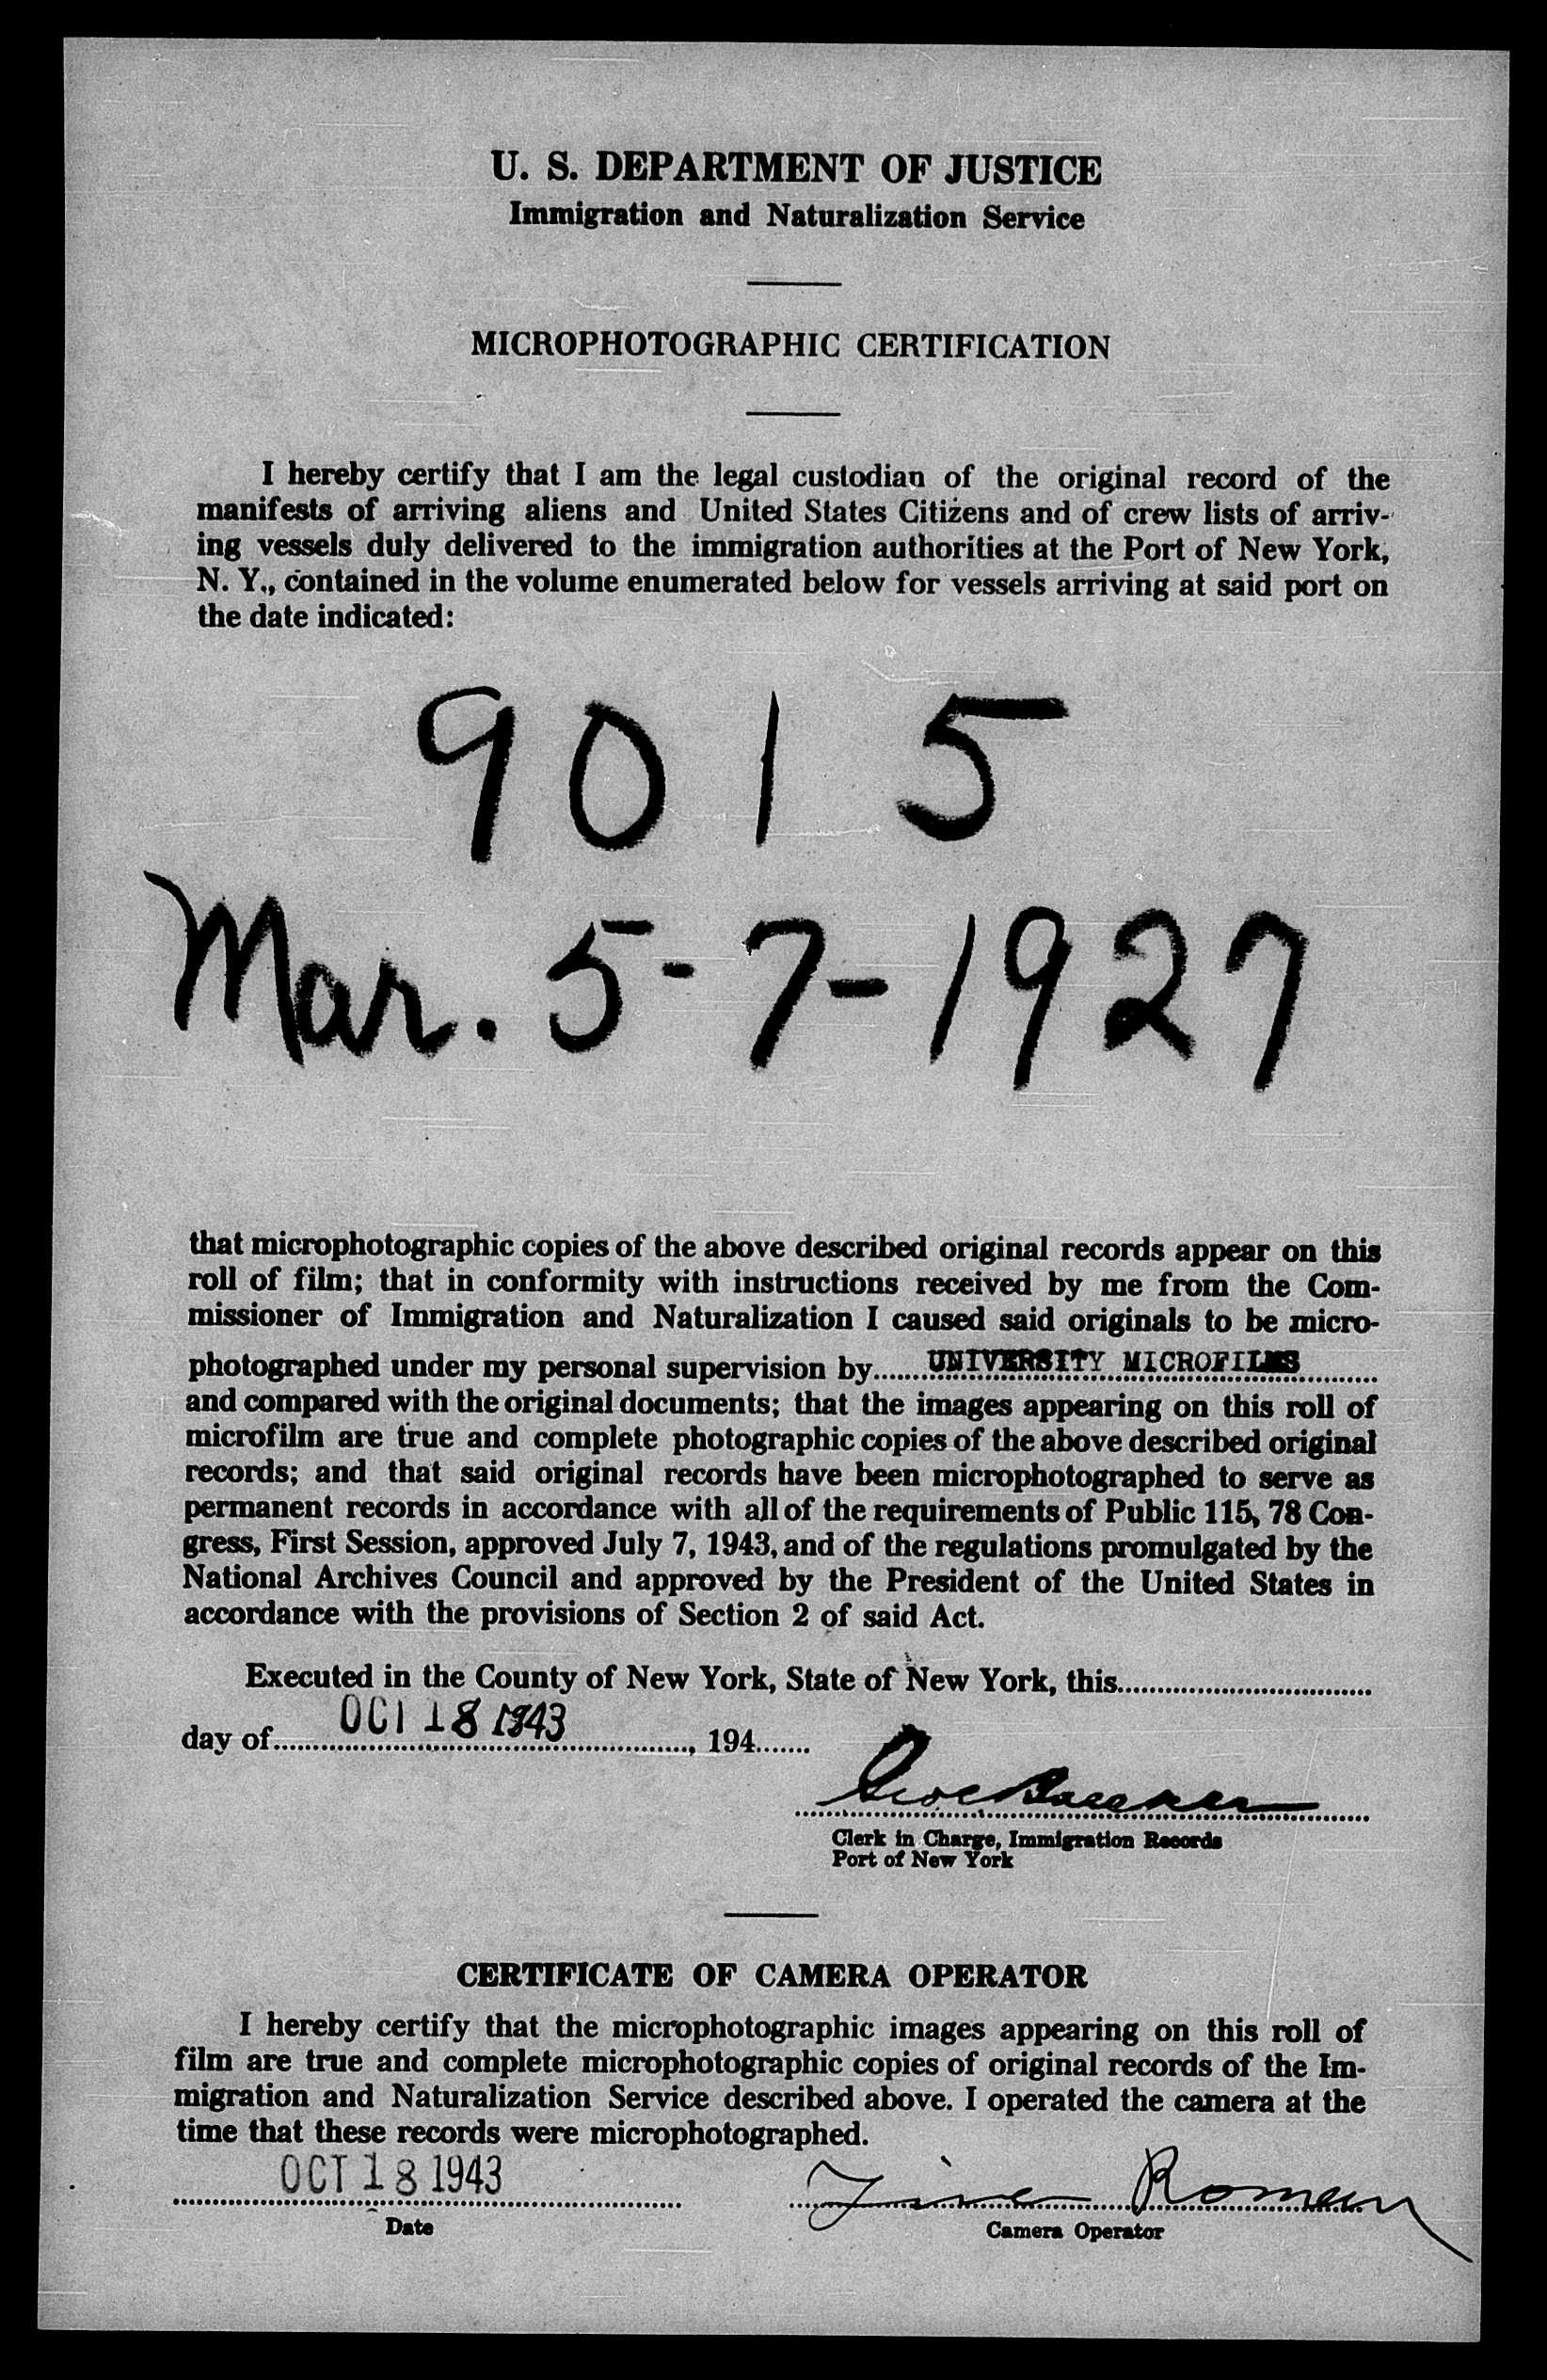 U. S. DEPARTMENT OF JUSTICE
Immigration and Naturalization Service
MICROPHOTOGRAPHIC CERTIFICATION
I hereby certify that I am the legal custodian of the original record of the
manifests of arriving aliens and United States Citizens and of crew lists of arriv-
ing vessels duly delivered to the immigration authorities at the Port of New York,
N. Y., contained in the volume enumerated below for vessels arriving at said port on
the date indicated:
9015
Mar. 5-7-1927
that microphotographic copies of the above described original records appear on this
roll of film; that in conformity with instructions received by me from the Com-
missioner of Immigration and Naturalization I caused said originals to be micro-
photographed under my personal supervision by UNIVERSITY MICROFILMS
and compared with the original documents; that the images appearing on this roll of
microfilm are true and complete photographic copies of the above described original
records; and that said original records have been microphotographed to serve as
permanent records in accordance with all of the requirements of Public 115, 78 Con-
gress, First Session, approved July 7, 1943, and of the regulations promulgated by the
National Archives Council and approved by the President of the United States in
accordance with the provisions of Section 2 of said Act.
Executed in the County of New York, State of New York, this
day of OCT 18 1943, 194
Clerk in Charge, Immigration Records
Port of New York
CERTIFICATE OF CAMERA OPERATOR
I hereby certify that the microphotographic images appearing on this roll of
film are true and complete microphotographic copies of original records of the Im-
migration and Naturalization Service described above. I operated the camera at the
time that these records were microphotographed.
OCT 18 1943
Date
Camera Operator